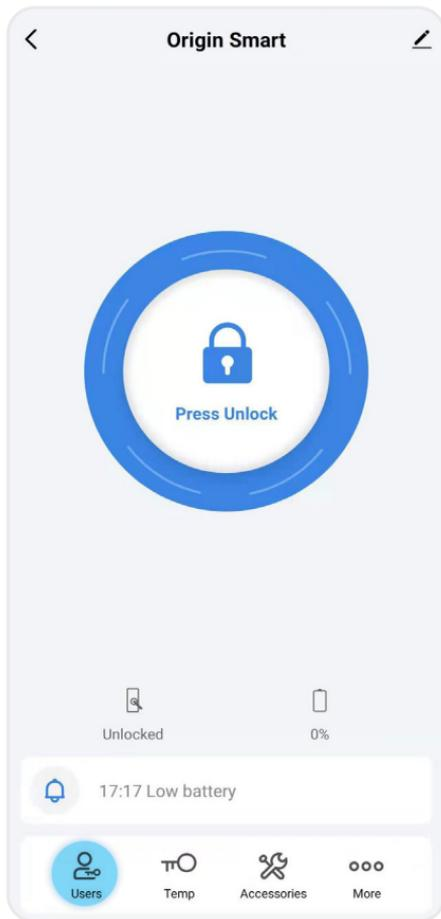 Origin Smart
Press Unlock
Unlocked
0%
17:17 Low battery
Users
Temp
Accessories
More